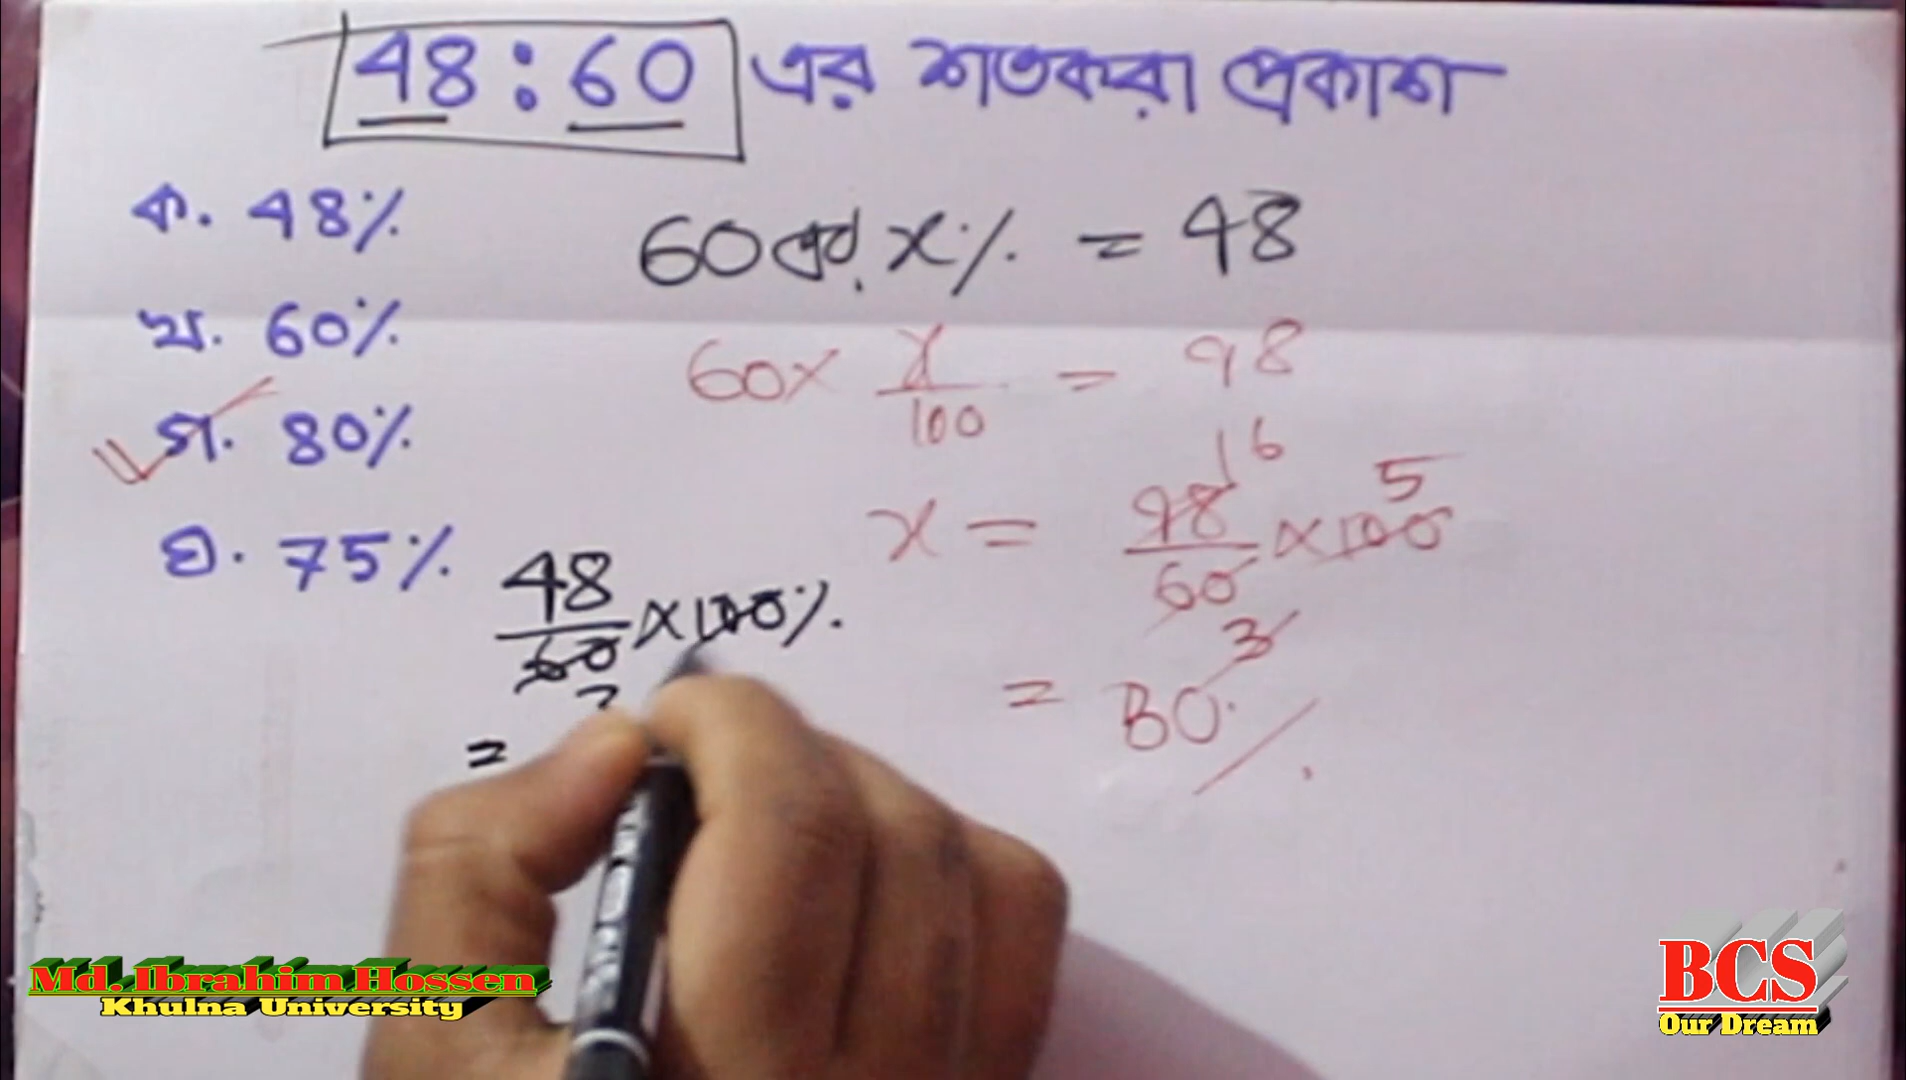 48 : 60 এর শতকরা প্রকাশ
ক. 48%
খ. 60%
গ. 80%
ঘ. 75%
60 এর x% = 48
60 × x/100 = 48
x = 48/60 × 100
16
5
3
= 80%
48/60 × 100%
3
=
Md. Ibrahim Hossen
Khulna University
BCS
Our Dream